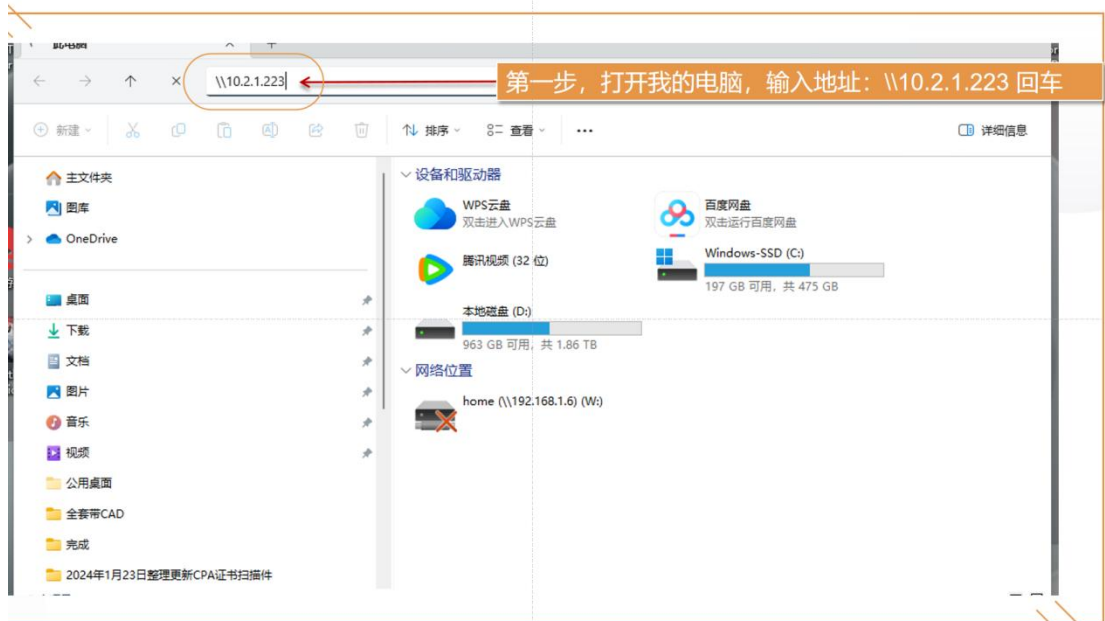 此电脑
\\10.2.1.223
第一步，打开我的电脑，输入地址：\\10.2.1.223 回车
新建
排序
查看
详细信息
主文件夹
图库
OneDrive
桌面
下载
文档
图片
音乐
视频
公用桌面
全套带CAD
完成
2024年1月23日整理更新CPA证书扫描件
设备和驱动器
WPS云盘
双击进入WPS云盘
百度网盘
双击运行百度网盘
腾讯视频 (32 位)
Windows-SSD (C:)
197 GB 可用，共 475 GB
本地磁盘 (D:)
963 GB 可用，共 1.86 TB
网络位置
home (\\192.168.1.6) (W:)